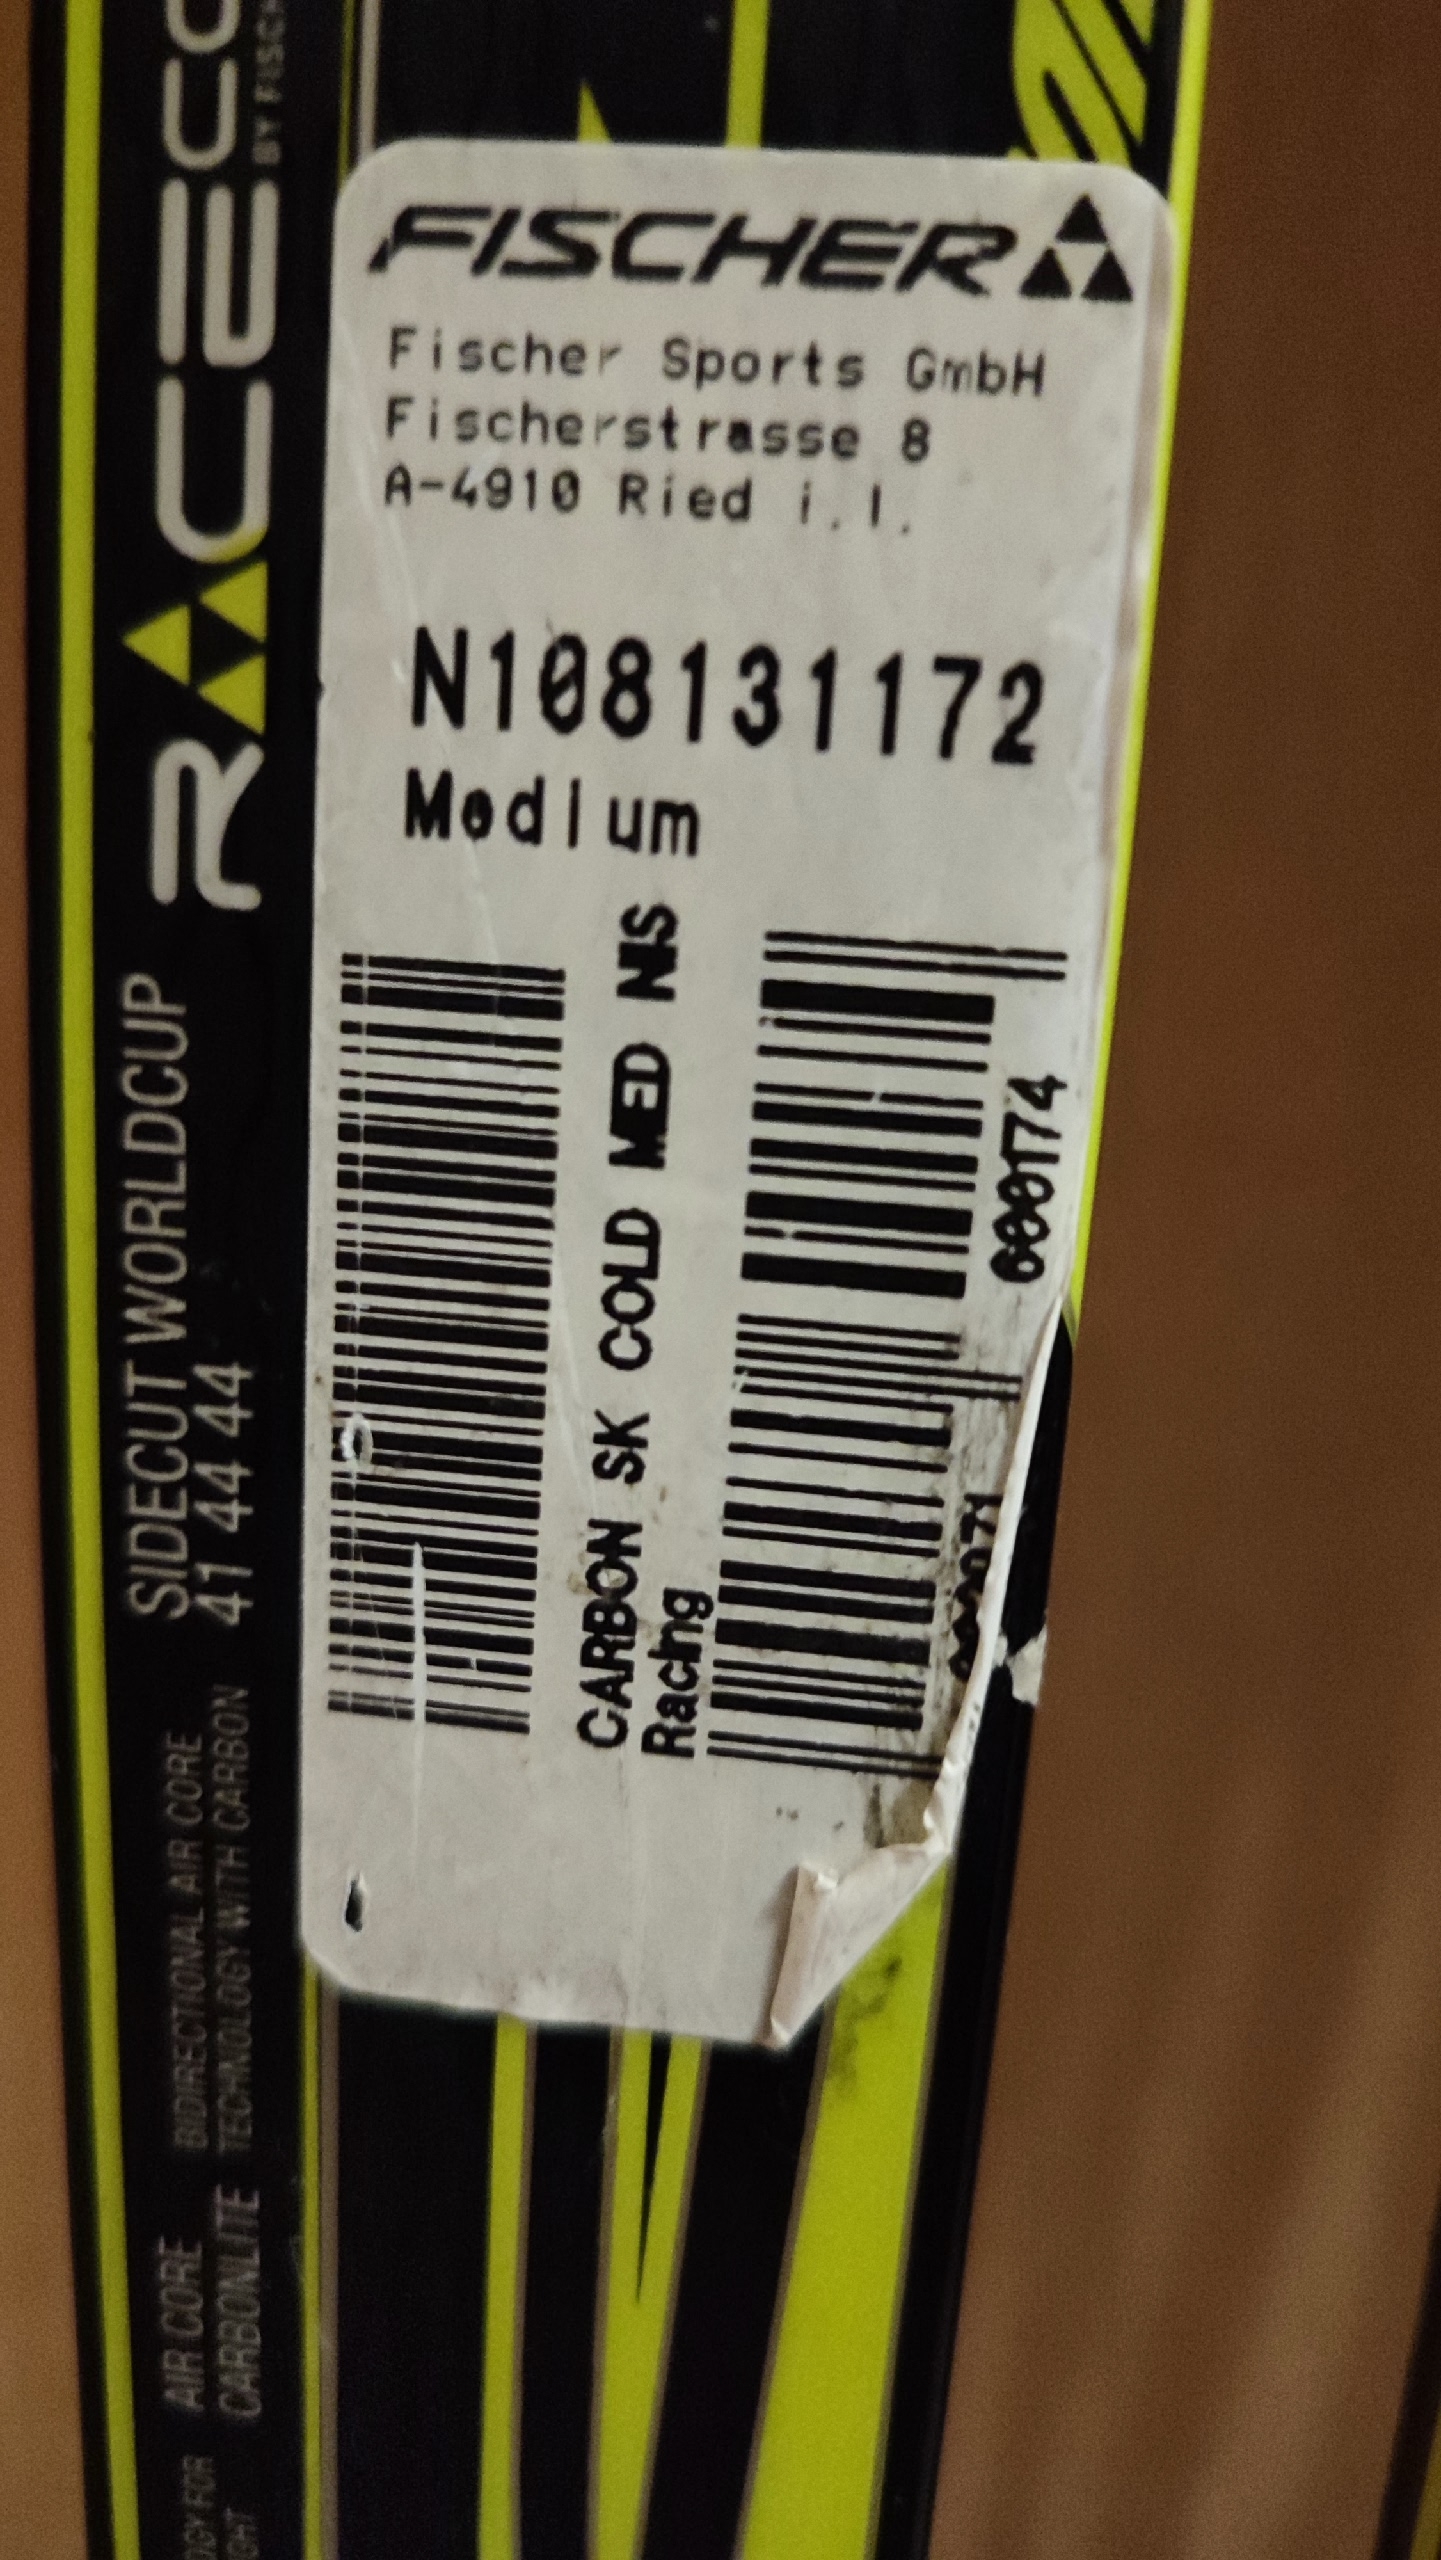 FISCHER
Fischer Sports GmbH
Fischerstrasse 8
A-4910 Ried i.I.
N108131172
Medium
CARBON SK COLD MED NIS
Racing
SIDECUT WORLDCUP
41 44 44
AIR CORE BIDIRECTIONAL AIR CORE
CARBONLITE TECHNOLOGY WITH CARBON